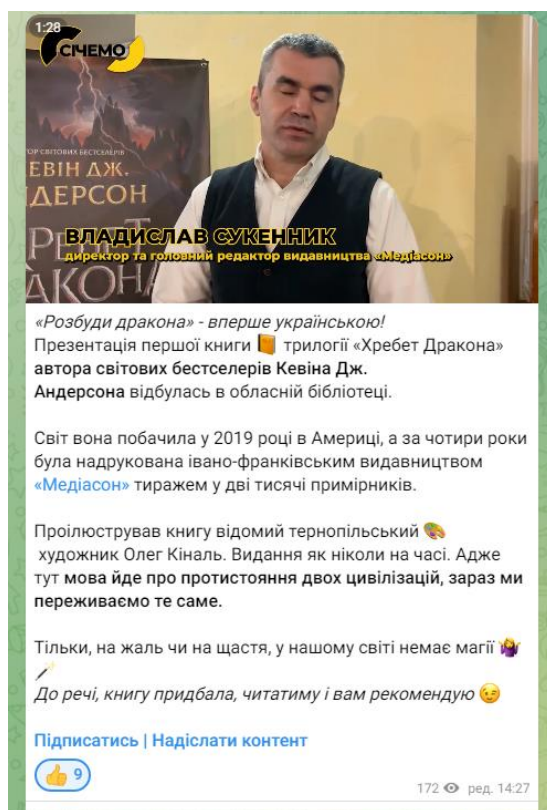 1:28
СІЧЕМО
ТОР СВІТОВИХ БЕСТСЕЛЕРІВ
ЕВІН ДЖ.
ДЕРСОН
ВЛАДИСЛАВ СУКЕННИК
директор та головний редактор видавництва «Медіасон»
«Розбуди дракона» - вперше українською!
Презентація першої книги 📙 трилогії «Хребет Дракона»
автора світових бестселерів Кевіна Дж.
Андерсона відбулась в обласній бібліотеці.
Світ вона побачила у 2019 році в Америці, а за чотири роки
була надрукована івано-франківським видавництвом
«Медіасон» тиражем у дві тисячі примірників.
Проілюстрував книгу відомий тернопільський 🎨
художник Олег Кіналь. Видання як ніколи на часі. Адже
тут мова йде про протистояння двох цивілізацій, зараз ми
переживаємо те саме.
Тільки, на жаль чи на щастя, у нашому світі немає магії 🤷‍♀️
🪄
До речі, книгу придбала, читатиму і вам рекомендую 😉
Підписатись | Надіслати контент
👍 9
172 ред. 14:27